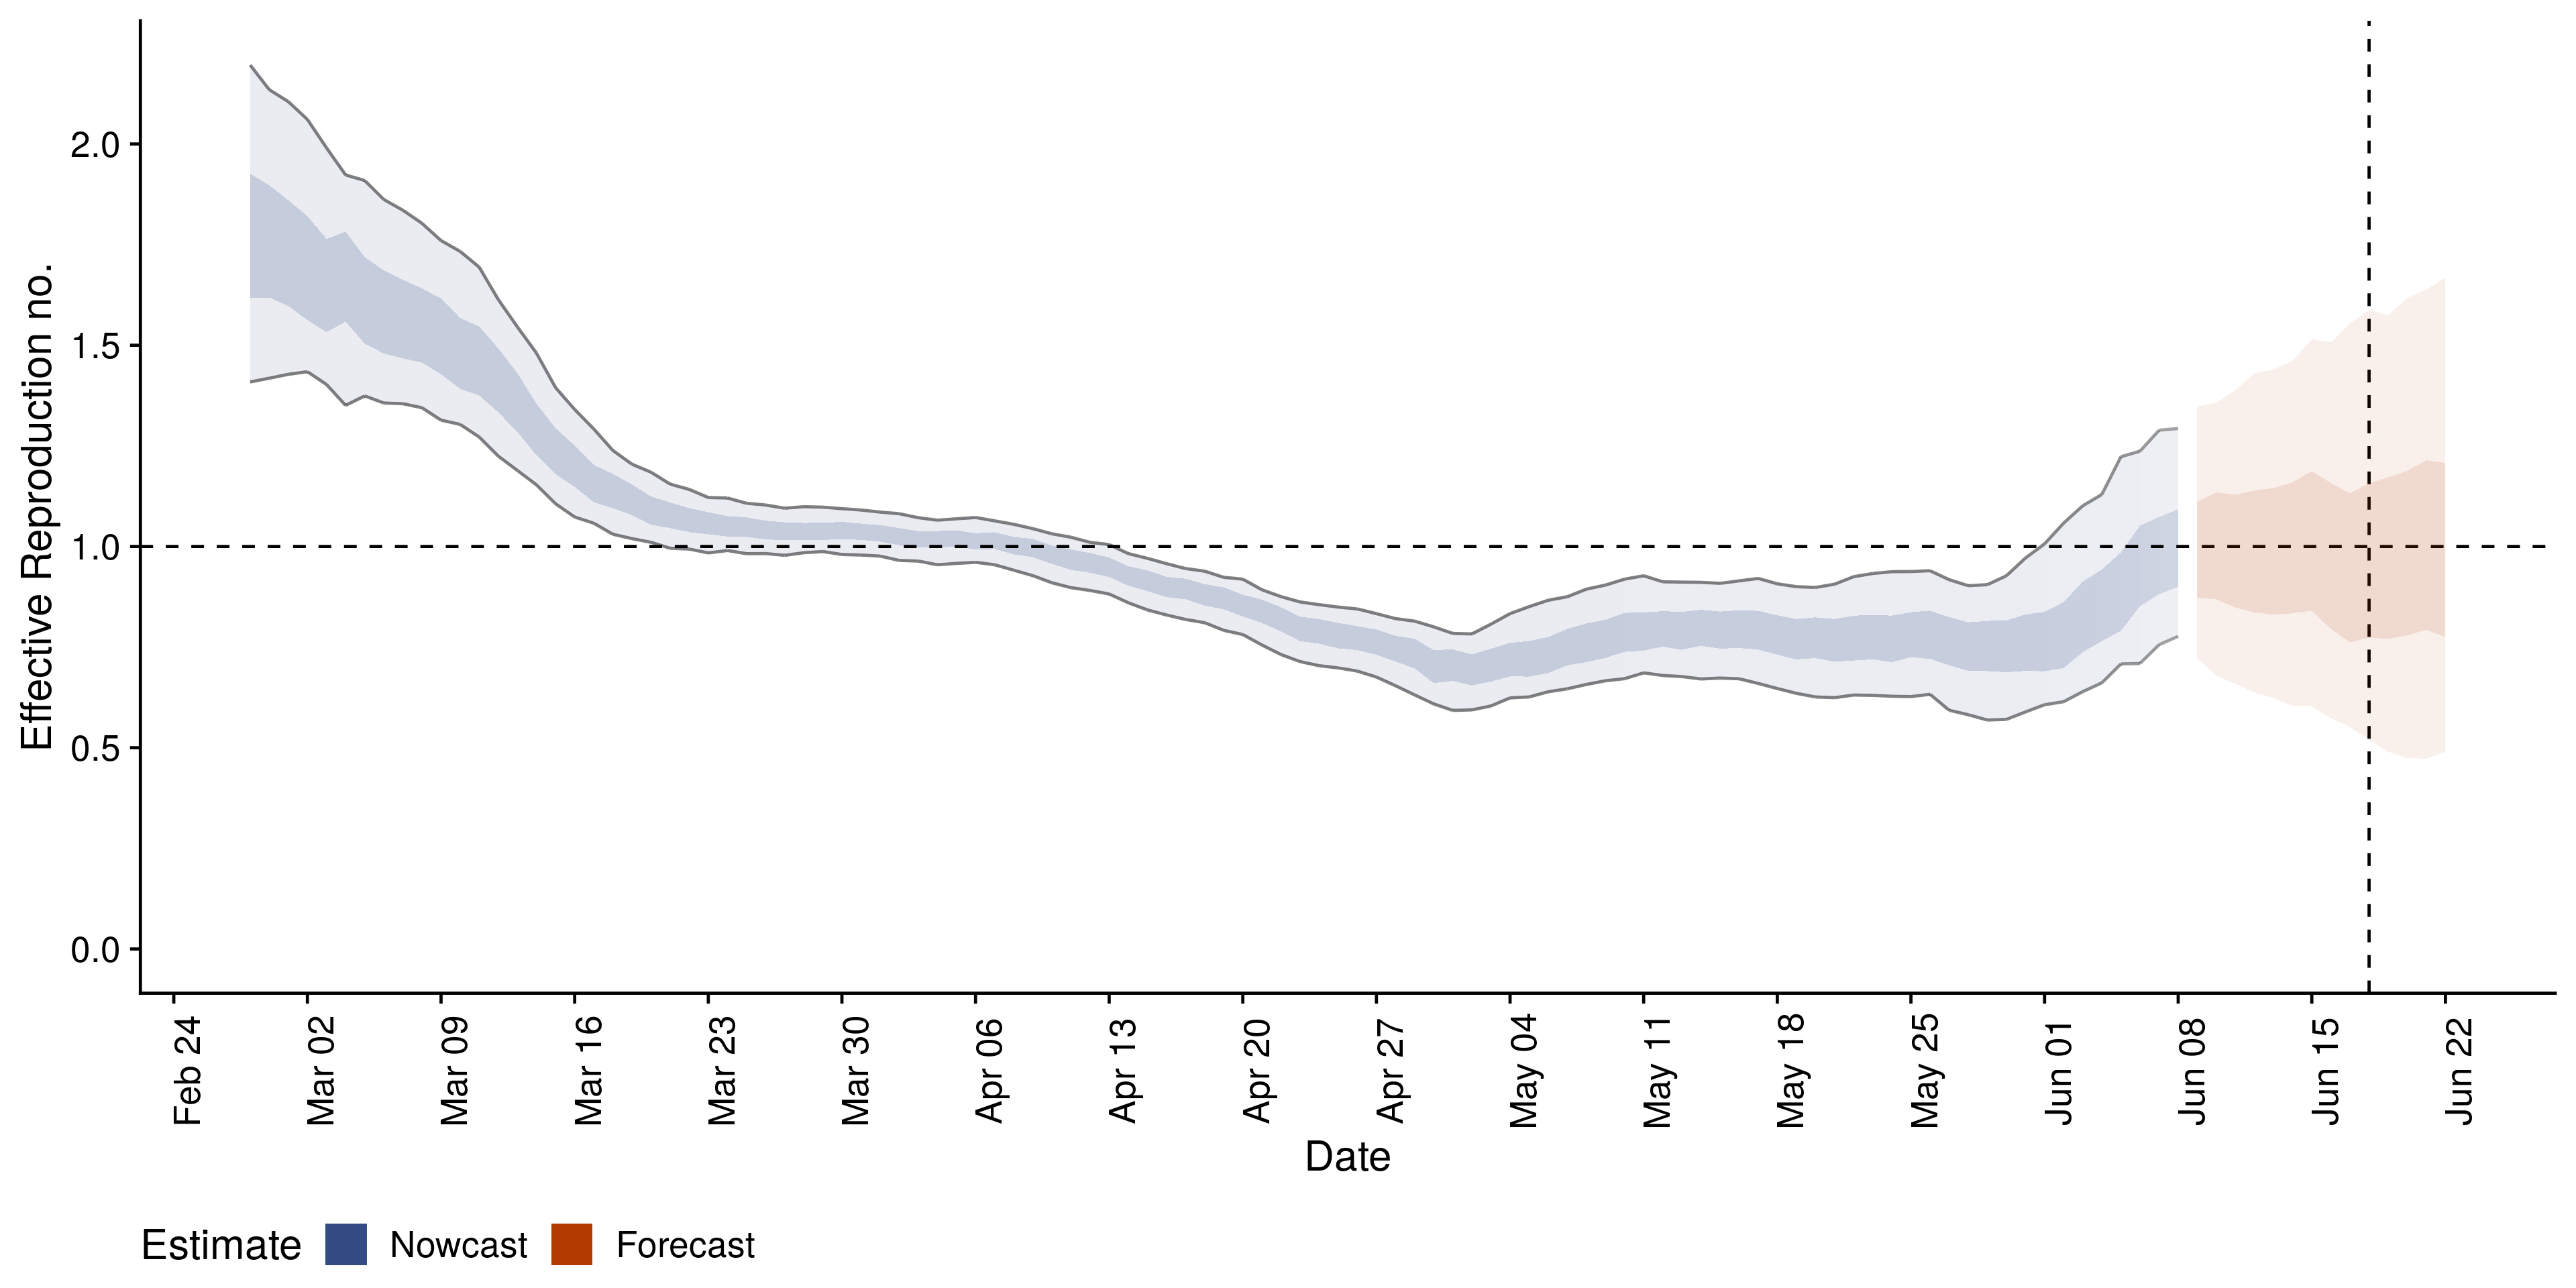 Effective Reproduction no.
2.0
1.5
1.0
0.5
0.0
Feb 24
Mar 02
Mar 09
Mar 16
Mar 23
Mar 30
Apr 06
Apr 13
Apr 20
Apr 27
May 04
May 11
May 18
May 25
Jun 01
Jun 08
Jun 15
Jun 22
Date
Estimate Nowcast Forecast